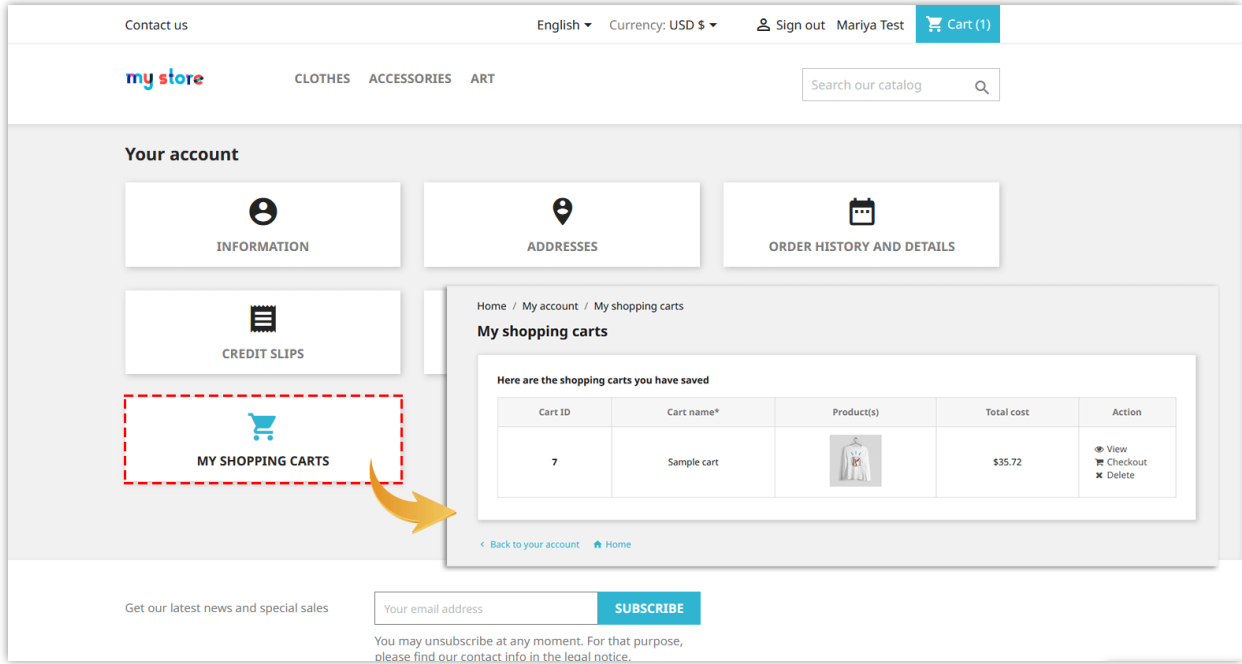 Contact us
English
Currency: USD $
Sign out
Mariya Test
Cart (1)
my store
CLOTHES
ACCESSORIES
ART
Search our catalog
Your account
INFORMATION
ADDRESSES
ORDER HISTORY AND DETAILS
CREDIT SLIPS
MY SHOPPING CARTS
Home / My account / My shopping carts
My shopping carts
Here are the shopping carts you have saved
Cart ID
Cart name*
Product(s)
Total cost
Action
7
Sample cart
$35.72
View
Checkout
Delete
Back to your account
Home
Get our latest news and special sales
Your email address
SUBSCRIBE
You may unsubscribe at any moment. For that purpose,
please find our contact info in the legal notice.